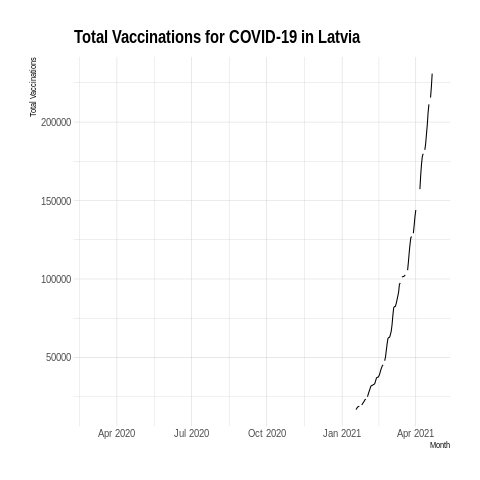 Total Vaccinations for COVID-19 in Latvia
Total Vaccinations
200000
150000
100000
50000
Apr 2020 Jul 2020 Oct 2020 Jan 2021 Apr 2021
Month